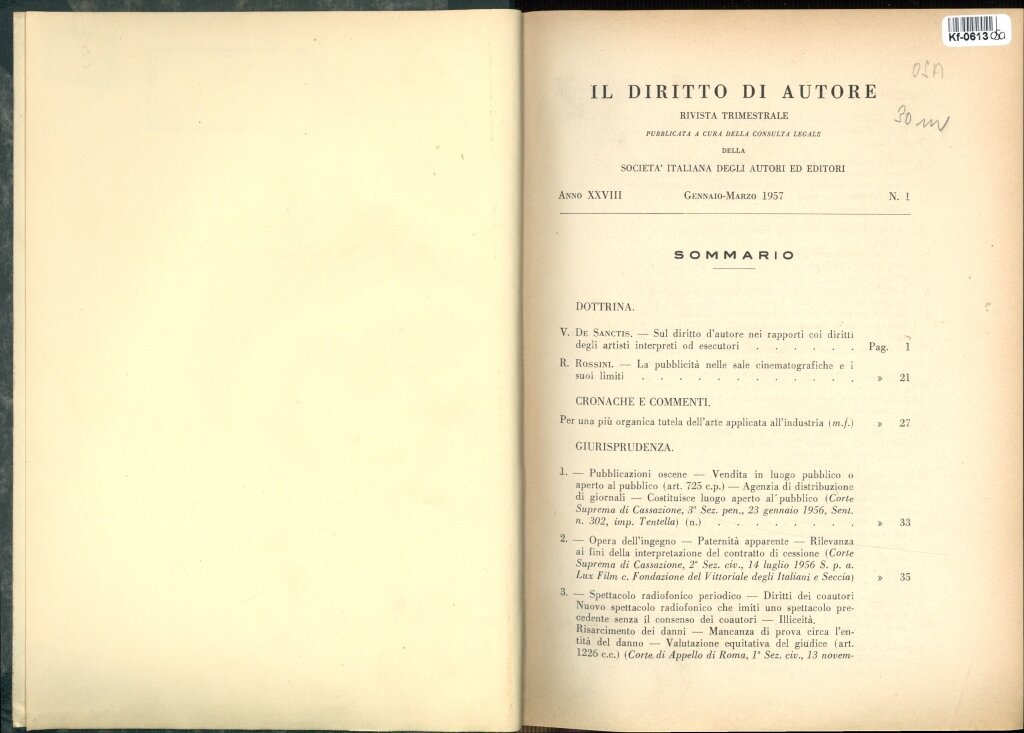 Kf-0613
OSA
IL DIRITTO DI AUTORE
30
RIVISTA TRIMESTRALE
PUBBLICATA A CURA DELLA CONSULTA LEGALE
DELLA
SOCIETA' ITALIANA DEGLI AUTORI ED EDITORI
ANNO XXVIII GENNAIO-MARZO 1957 N. 1
SOMMARIO
DOTTRINA.
V. DE SANCTIS. — Sul diritto d'autore nei rapporti coi diritti
degli artisti interpreti od esecutori . . . . . . Pag. 1
R. ROSSINI. — La pubblicità nelle sale cinematografiche e i
suoi limiti . . . . . . . . . . . . » 21
CRONACHE E COMMENTI.
Per una più organica tutela dell'arte applicata all'industria (m.f.) » 27
GIURISPRUDENZA.
1. — Pubblicazioni oscene — Vendita in luogo pubblico o
aperto al pubblico (art. 725 c.p.) — Agenzia di distribuzione
di giornali — Costituisce luogo aperto al pubblico (Corte
Suprema di Cassazione, 3ª Sez. pen., 23 gennaio 1956, Sent.
n. 302, imp. Tentella) (n.) . . . . . . . . » 33
2. — Opera dell'ingegno — Paternità apparente — Rilevanza
ai fini della interpretazione del contratto di cessione (Corte
Suprema di Cassazione, 2ª Sez. civ., 14 luglio 1956 S. p. a.
Lux Film c. Fondazione del Vittoriale degli Italiani e Seccia) » 35
3. — Spettacolo radiofonico periodico — Diritti dei coautori
Nuovo spettacolo radiofonico che imiti uno spettacolo pre-
cedente senza il consenso dei coautori — Illiceità.
Risarcimento dei danni — Mancanza di prova circa l'en-
tità del danno — Valutazione equitativa del giudice (art.
1226 c.c.) (Corte di Appello di Roma, 1ª Sez. civ., 13 novem-